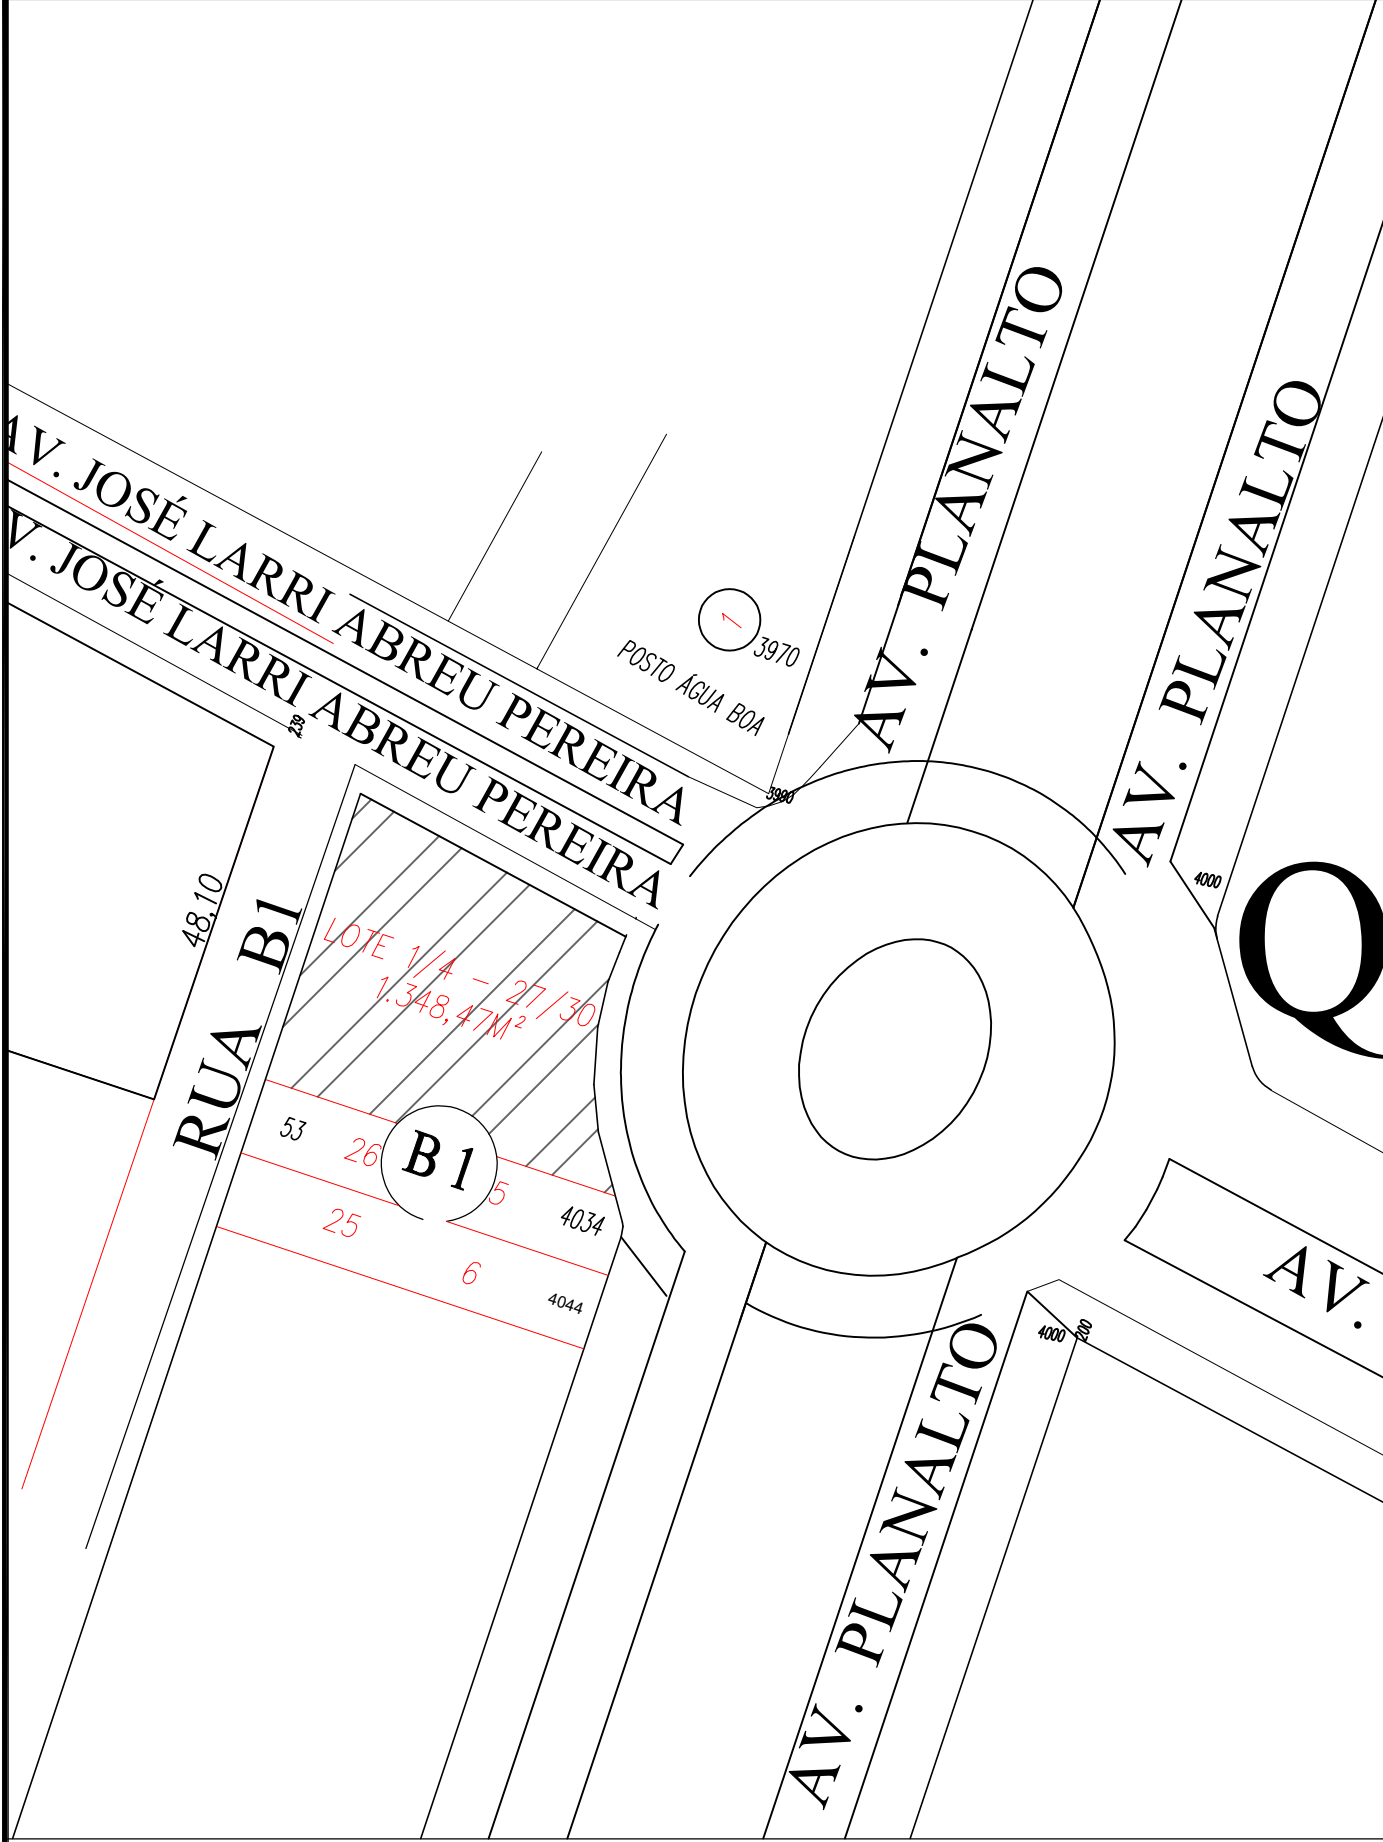 AV. PLANALTO
AV. PLANALTO
AV. JOSÉ LARRI ABREU PEREIRA
V. JOSÉ LARRI ABREU PEREIRA
1
3970
POSTO ÁGUA BOA
239
3980
4000
Q
48,10
RUA B1
LOTE 1/4 - 27/30
1.348,47M²
53
26
B1
5
4034
25
6
4044
AV.
4000
200
AV. PLANALTO